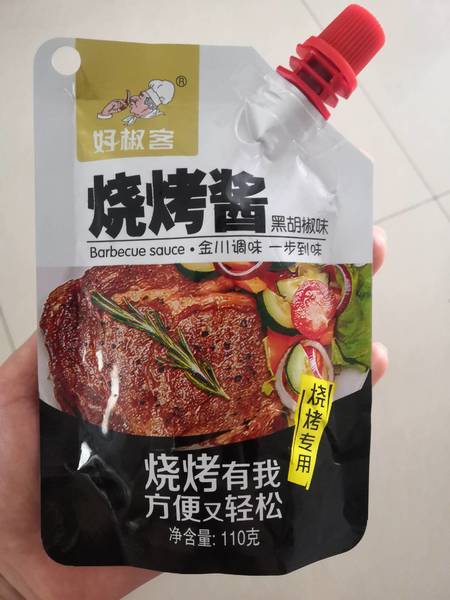 ®
好椒客
烧烤酱 黑胡椒味
Barbecue sauce · 金川调味 一步到味
烧烤专用
烧烤有我
方便又轻松
净含量: 110克